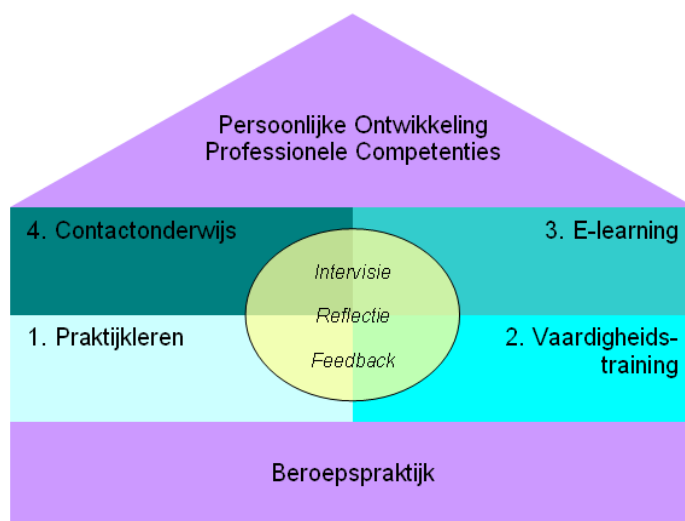 Persoonlijke Ontwikkeling
Professionele Competenties
4. Contactonderwijs
3. E-learning
Intervisie
Reflectie
Feedback
1. Praktijkleren
2. Vaardigheids-
training
Beroepspraktijk